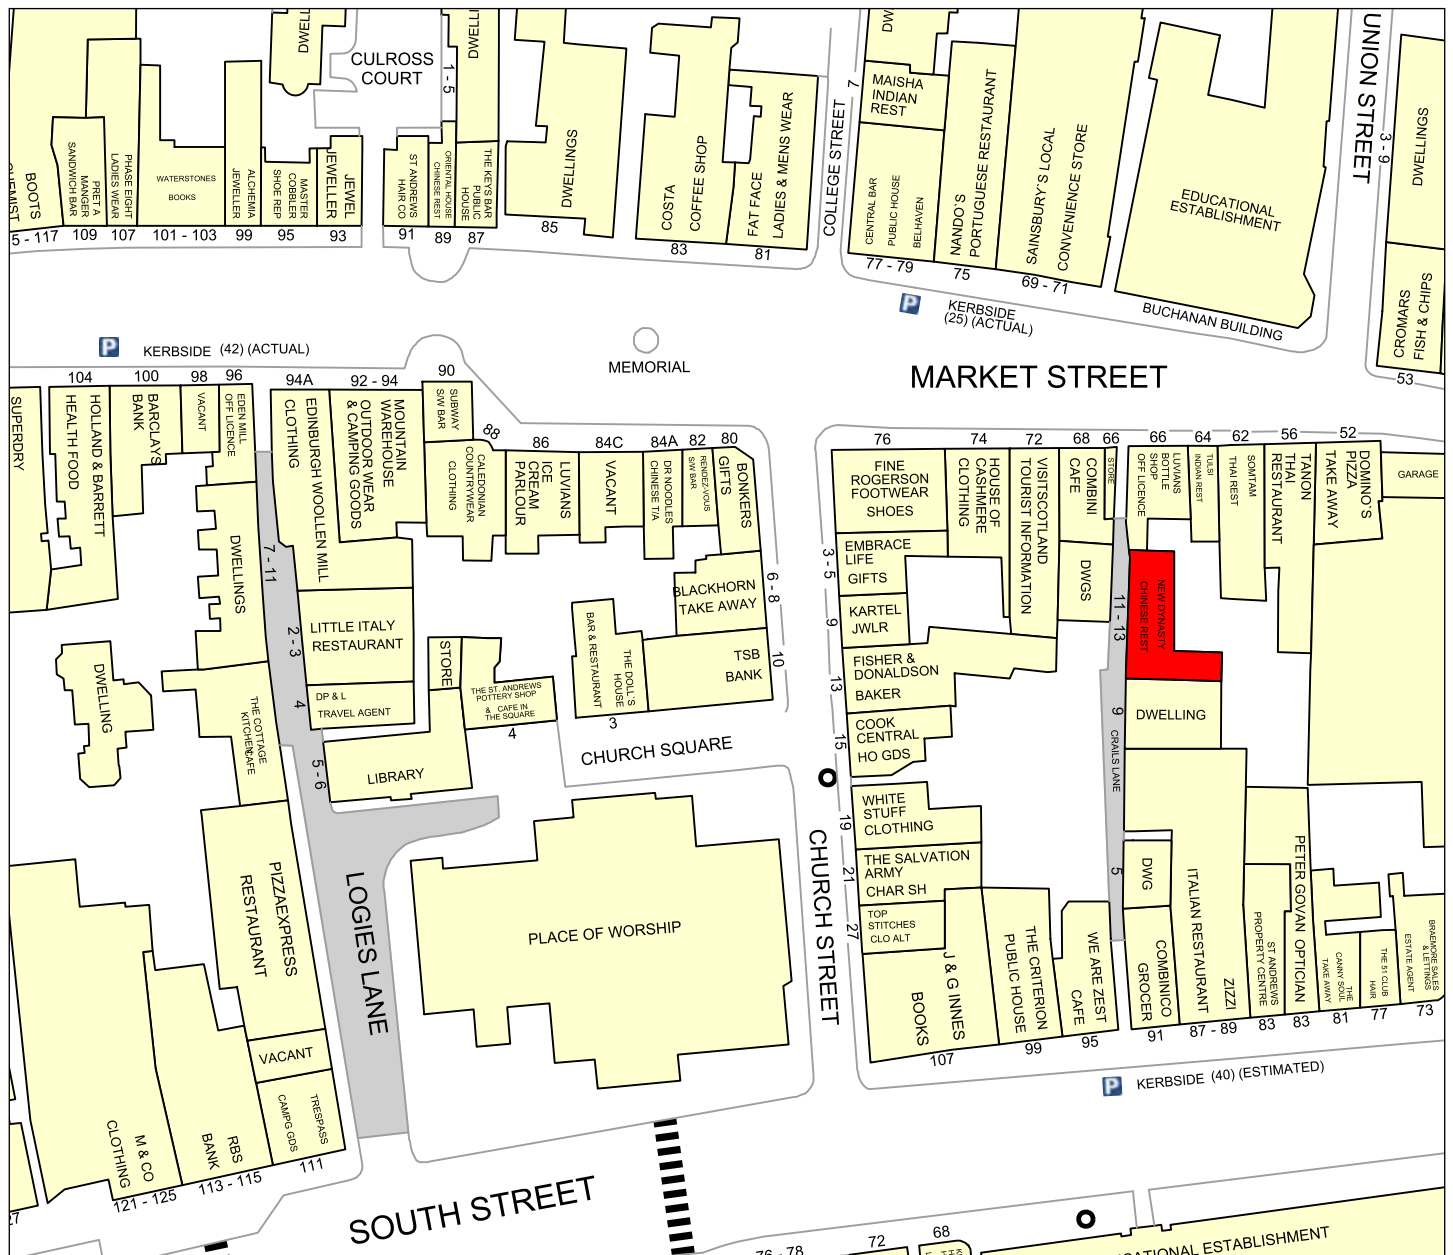 DWELLI
CULROSS
COURT
1 - 5
DWELLI
DW
7
MAISHA
INDIAN
REST
UNION STREET
3 - 9
DWELLINGS
BOOTS
SANDWICH BAR
PRET A
MANGER
PHASE EIGHT
LADIES WEAR
WATERSTONES
BOOKS
ALCHEMIA
JEWELLER
MASTER
COBBLER
SHOE REP
JEWEL
JEWELLER
ST ANDREWS
HAIR CO
ORIENTAL HOUSE
CHINESE REST
THE KEYS BAR
PUBLIC
HOUSE
DWELLINGS
COSTA
COFFEE SHOP
FAT FACE
LADIES & MENS WEAR
COLLEGE STREET
CENTRAL BAR
PUBLIC HOUSE
BELHAVEN
NANDO`S
PORTUGUESE RESTAURANT
SAINSBURY`S LOCAL
CONVENIENCE STORE
EDUCATIONAL
ESTABLISHMENT
CROMARS
FISH & CHIPS
5 - 117
109
107
101 - 103
99
95
93
91
89
87
85
83
81
77 - 79
75
69 - 71
BUCHANAN BUILDING
53
P
KERBSIDE
(25) (ACTUAL)
P
KERBSIDE (42) (ACTUAL)
MEMORIAL
MARKET STREET
104
100
98
96
94A
92 - 94
90
88
86
84C
84A
82
80
76
74
72
68
66
66
64
62
56
52
SUPERDRY
HOLLAND & BARRETT
HEALTH FOOD
BARCLAYS
BANK
VACANT
EDEN MILL
OFF LICENCE
EDINBURGH WOOLLEN MILL
CLOTHING
MOUNTAIN
WAREHOUSE
OUTDOOR WEAR
& CAMPING GOODS
SUBWAY
S/W BAR
CALEDONIAN
COUNTRYWEAR
CLOTHING
LUVIANS
ICE
CREAM
PARLOUR
VACANT
DR NOODLES
CHINESE T/A
RENDEZ-VOUS
S/W BAR
BONKERS
GIFTS
FINE
ROGERSON
FOOTWEAR
SHOES
HOUSE OF
CASHMERE
CLOTHING
VISITSCOTLAND
TOURIST INFORMATION
COMBINI
CAFE
STORE
LUVIANS
BOTTLE
SHOP
OFF LICENCE
TULSI
INDIAN REST
SOMTAM
THAI REST
TANON
THAI
RESTAURANT
DOMINO`S
PIZZA
TAKE AWAY
GARAGE
7 - 11
DWELLINGS
2 - 3
LITTLE ITALY
RESTAURANT
4
DP & L
TRAVEL AGENT
5 - 6
LIBRARY
STORE
THE ST. ANDREWS
POTTERY SHOP
& CAFE IN
THE SQUARE
4
BAR & RESTAURANT
THE DOLL`S
HOUSE
3
BLACKHORN
TAKE AWAY
TSB
BANK
6 - 8
10
CHURCH SQUARE
DWELLING
THE COTTAGE
KITCHEN
CAFE
3 - 5
EMBRACE
LIFE
GIFTS
9
KARTEL
JWLR
13
FISHER &
DONALDSON
BAKER
15
COOK
CENTRAL
HO GDS
19
WHITE
STUFF
CLOTHING
21
THE SALVATION
ARMY
CHAR SH
27
TOP
STITCHES
CLO ALT
DWGS
11 - 13
NEW DYNASTY
CHINESE REST
9
DWELLING
CRAILS LANE
5
DWG
CHURCH STREET
PIZZAEXPRESS
RESTAURANT
LOGIES LANE
PLACE OF WORSHIP
VACANT
TRESPASS
CAMPG GDS
M & CO
CLOTHING
RBS
BANK
121 - 125
113 - 115
111
J & G INNES
BOOKS
THE CRITERION
PUBLIC HOUSE
WE ARE ZEST
CAFE
COMBINICO
GROCER
ZIZZI
ITALIAN RESTAURANT
ST ANDREWS
PROPERTY CENTRE
PETER GOVAN OPTICIAN
THE
CANNY SOUL
TAKE AWAY
THE 51 CLUB
HAIR
BRAEMORE SALES
& LETTINGS
ESTATE AGENT
107
99
95
91
87 - 89
83
83
81
77
73
P
KERBSIDE (40) (ESTIMATED)
SOUTH STREET
27
76 - 78
72
68
CATIONAL ESTABLISHMENT